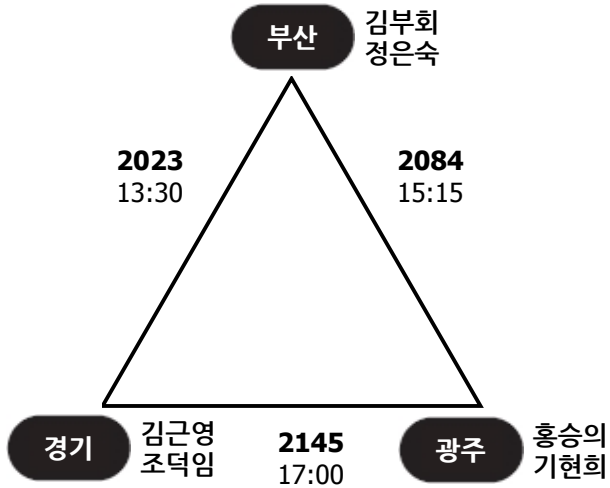 부산
김부회
정은숙
2023
13:30
2084
15:15
경기
김근영
조덕임
2145
17:00
광주
홍승의
기현희